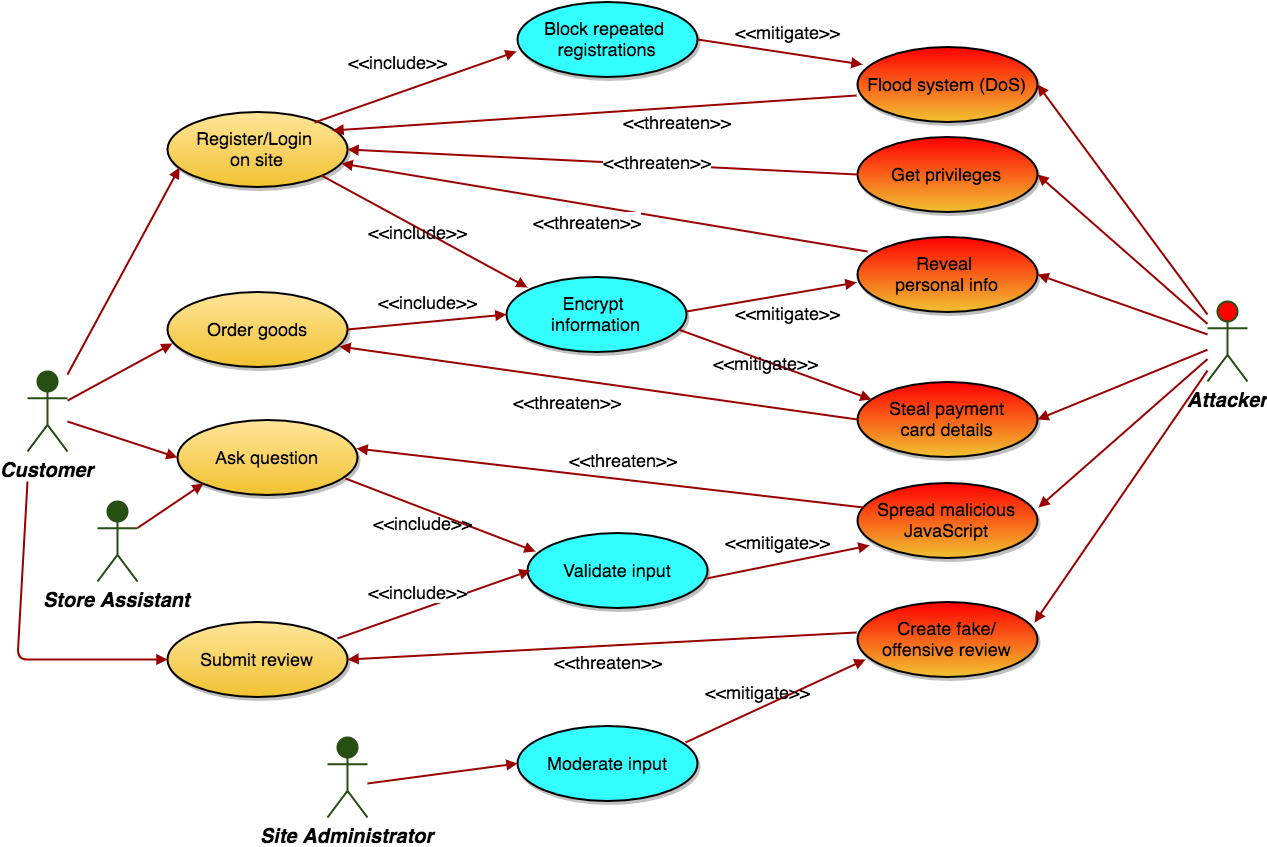 Block repeated
registrations
<<mitigate>>
<<include>>
Flood system (DoS)
<<threaten>>
Register/Login
on site
<<threaten>>
Get privileges
<<threaten>>
<<include>>
Reveal
personal info
<<include>>
Encrypt
information
<<mitigate>>
Order goods
<<mitigate>>
<<threaten>>
Steal payment
card details
Attacker
Customer
Ask question
<<threaten>>
Spread malicious
JavaScript
<<include>>
<<mitigate>>
Validate input
Store Assistant
<<include>>
Create fake/
offensive review
Submit review
<<threaten>>
<<mitigate>>
Moderate input
Site Administrator